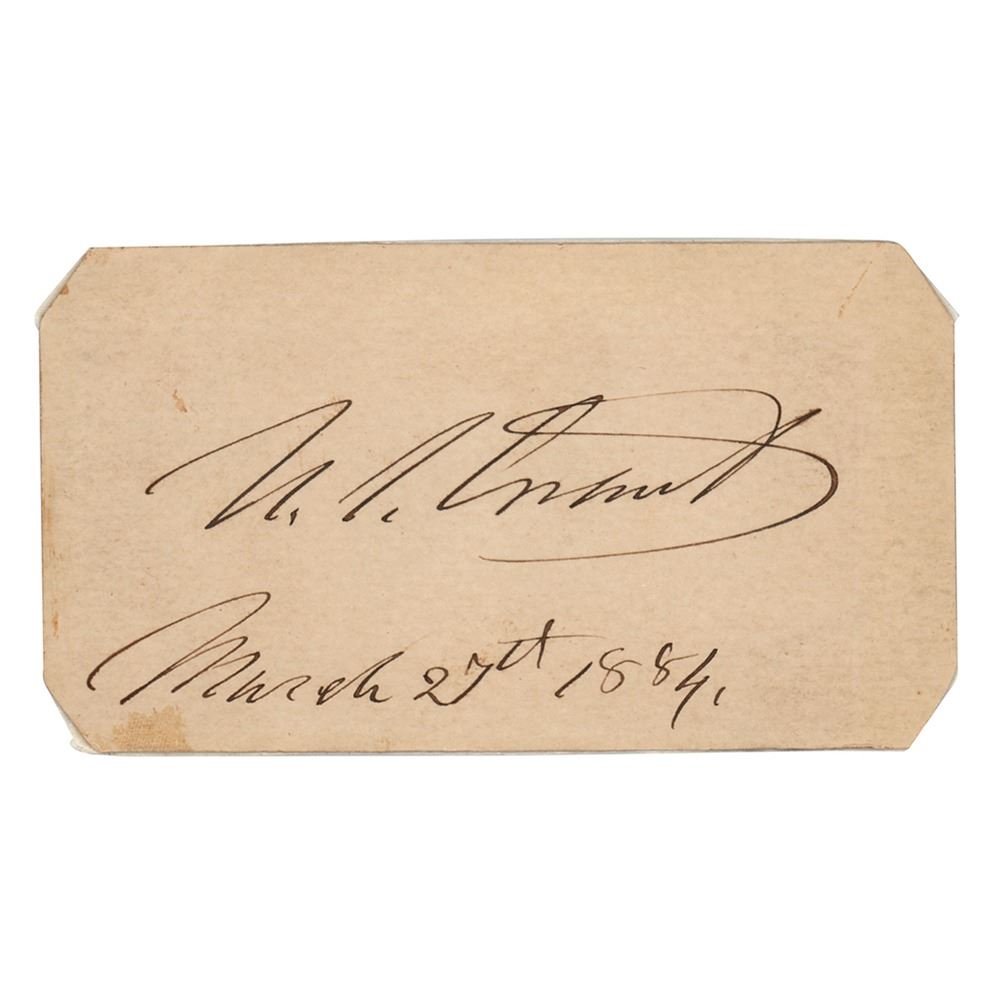 U. S. Grant
March 27th 1884.